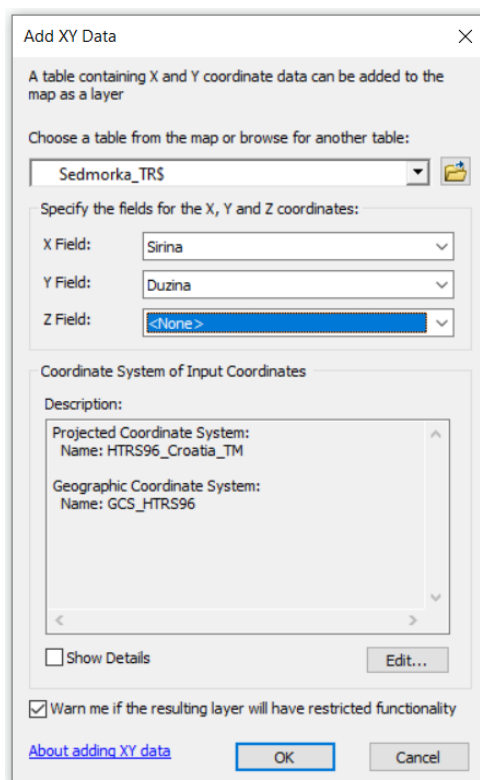 Add XY Data
A table containing X and Y coordinate data can be added to the
map as a layer
Choose a table from the map or browse for another table:
Sedmorka_TR$
Specify the fields for the X, Y and Z coordinates:
X Field: Sirina
Y Field: Duzina
Z Field: <None>
Coordinate System of Input Coordinates
Description:
Projected Coordinate System:
Name: HTRS96_Croatia_TM
Geographic Coordinate System:
Name: GCS_HTRS96
Show Details Edit...
Warn me if the resulting layer will have restricted functionality
About adding XY data OK Cancel